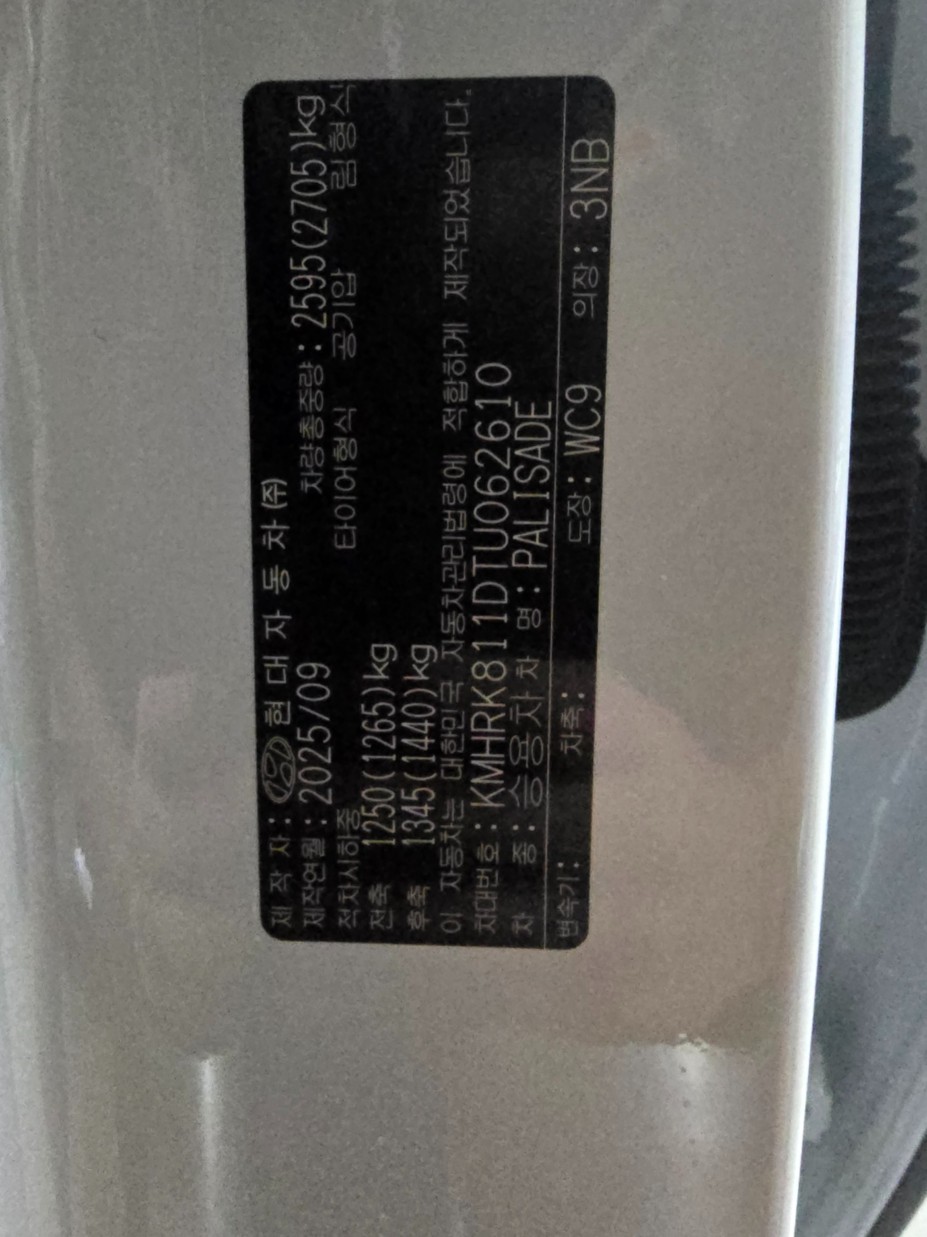 제 작 자 : 현 대 자 동 차 (주)
제작연월 : 2025/09 차량총중량 : 2595(2705)kg
적차시하중 타이어형식 공기압 림형식
전축 1250(1265)kg
후축 1345(1440)kg
이 자동차는 대한민국 자동차관리법령에 적합하게 제작되었습니다.
차대번호 : KMHRK811DTU062610
차 종 : 승용차 차 명 : PALISADE
변속기 : 차축 : 도장 : WC9 의장 : 3NB